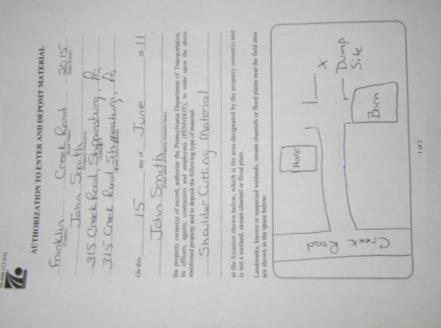 AUTHORIZATION TO ENTER AND DEPOSIT MATERIAL
Franklin Creek Road 2015
John Smith
315 Creek Road Shippensburg, Pa
315 Creek Road Shippensburg, Pa
On this 15 day of June 20 11
John Smith
the property owner(s) of record, authorize the Pennsylvania Department of Transportation,
its officers, agents, contractors and employees (PENNDOT), to enter upon the above
mentioned property and to deposit the following type of material:
Shoulder Cutting Material
at the location shown below, which is the area designated by the property owner(s) and
is not a wetland, stream channel or flood plain.
Landmarks, known or suspected wetlands, stream channels or flood plains near the field area
are shown in the space below:
House
X
Dump
Site
Creek
Road
Barn
1 of 2